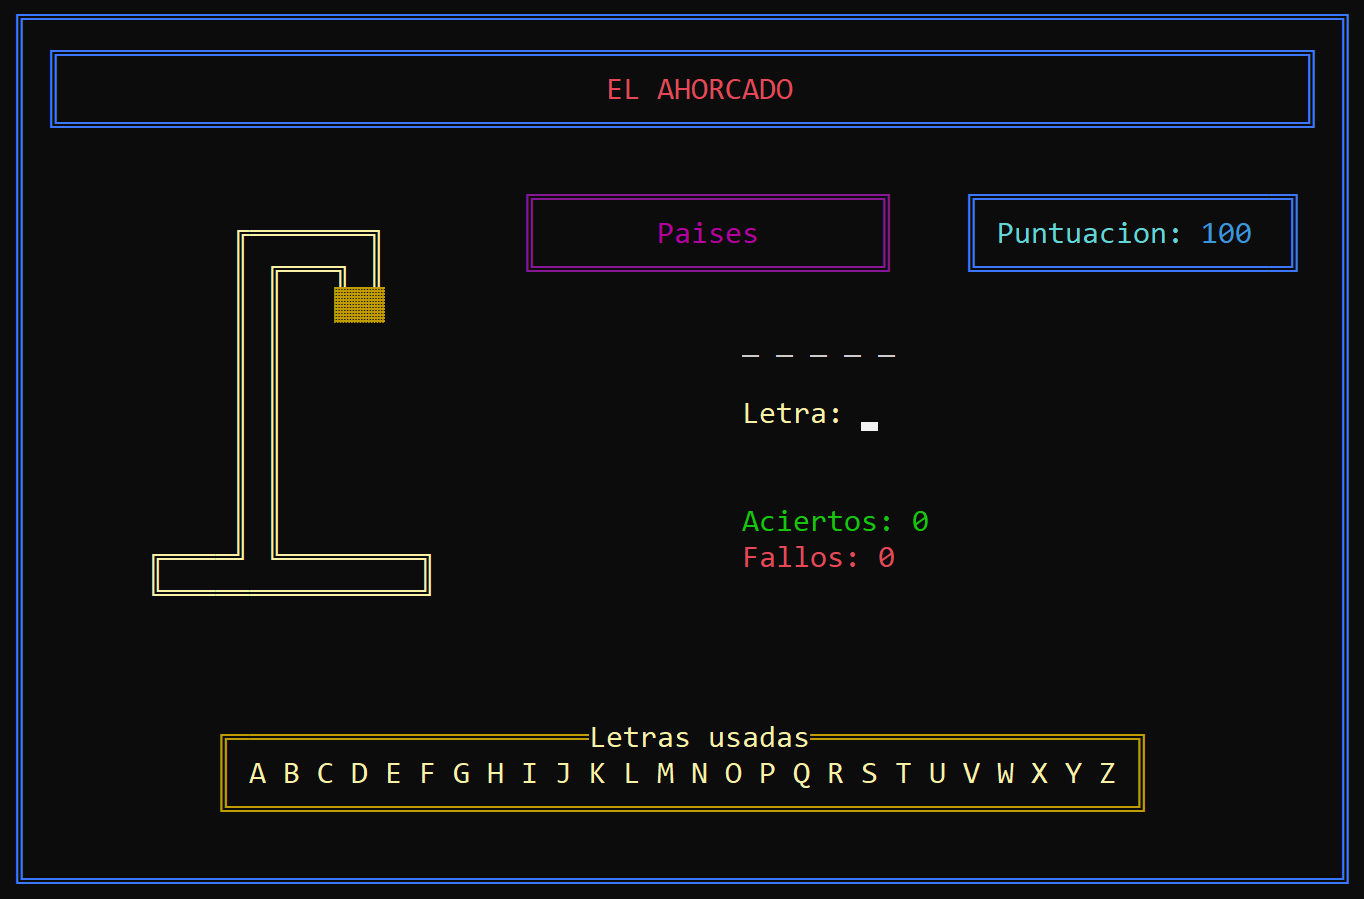 EL AHORCADO
Paises
Puntuacion: 100
_ _ _ _ _
Letra: _
Aciertos: 0
Fallos: 0
Letras usadas
A B C D E F G H I J K L M N O P Q R S T U V W X Y Z